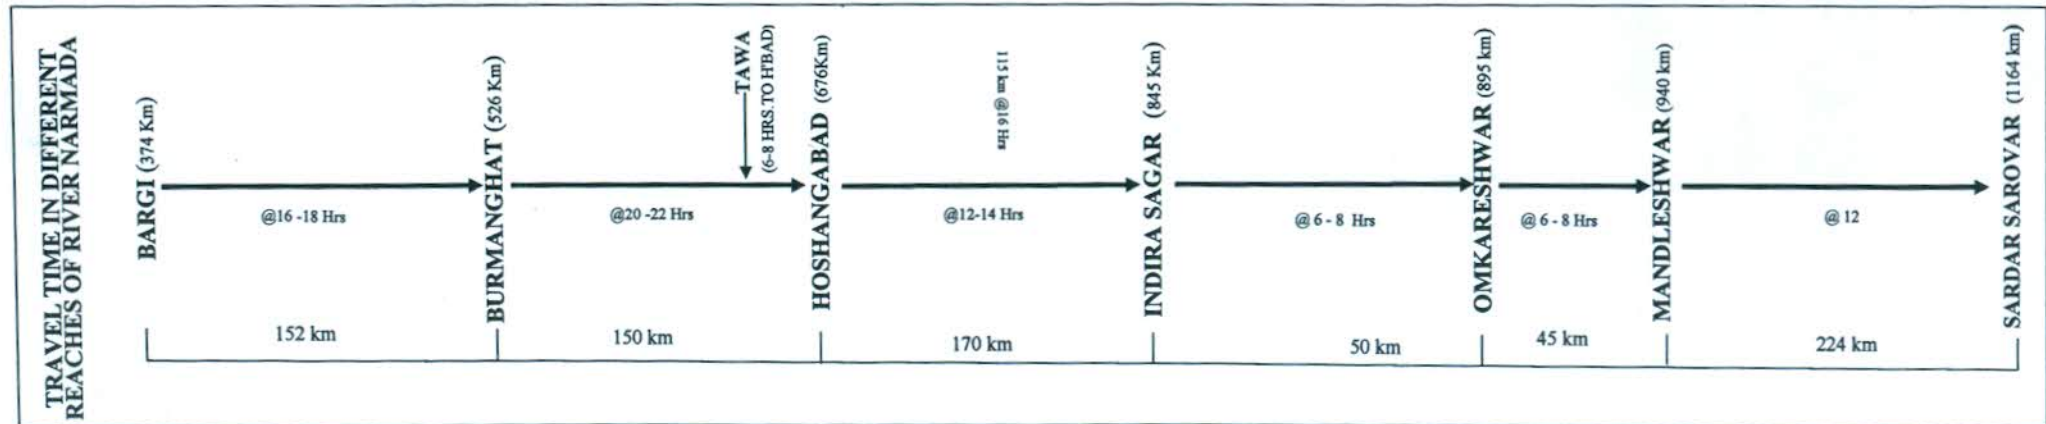 TRAVEL TIME IN DIFFERENT
REACHES OF RIVER NARMADA
BARGI (374 Km)
@16 -18 Hrs
152 km
BURMANGHAT (526 Km)
@20 -22 Hrs
150 km
TAWA
(6-8 HRS.TO H'BAD)
HOSHANGABAD (676Km)
115 km @16 Hrs
@12-14 Hrs
170 km
INDIRA SAGAR (845 Km)
@ 6 - 8 Hrs
50 km
OMKARESHWAR (895 km)
@ 6 - 8 Hrs
45 km
MANDLESHWAR (940 km)
@ 12
224 km
SARDAR SAROVAR (1164 km)